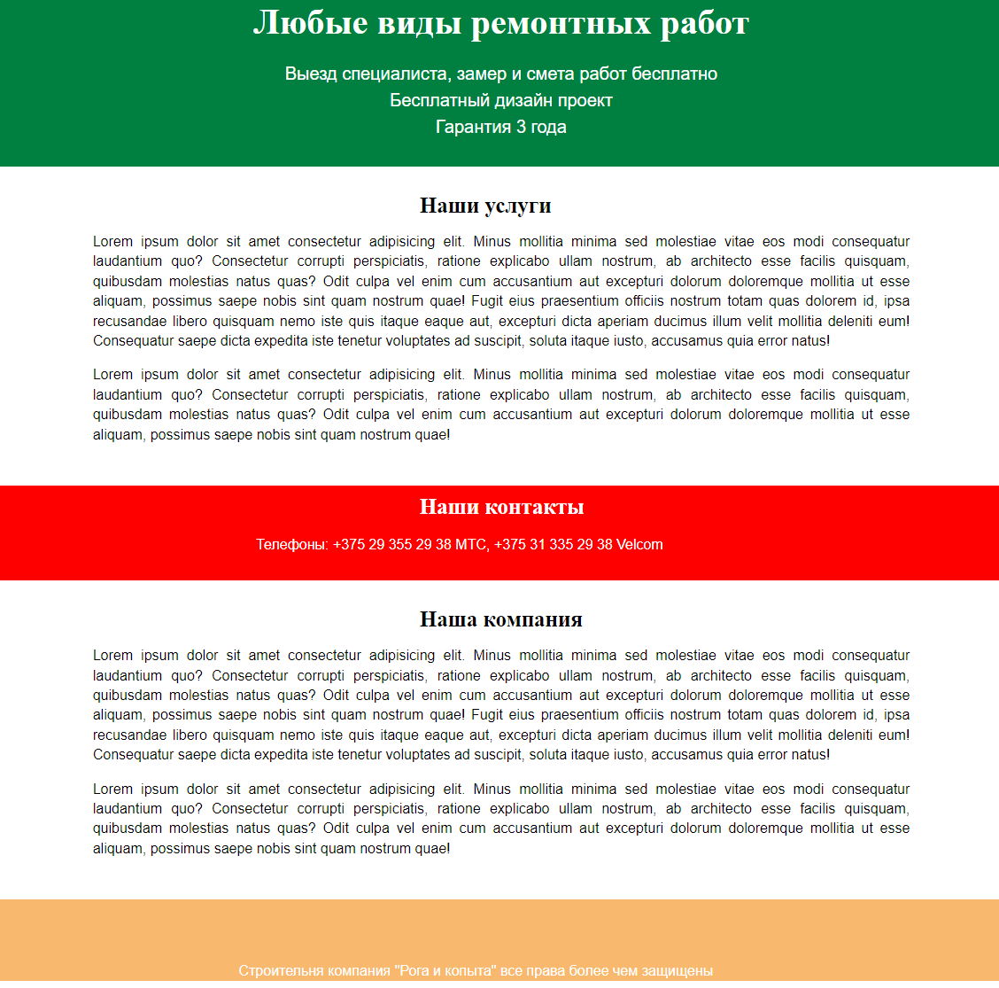 Любые виды ремонтных работ
Выезд специалиста, замер и смета работ бесплатно
Бесплатный дизайн проект
Гарантия 3 года
Наши услуги
Lorem ipsum dolor sit amet consectetur adipisicing elit. Minus mollitia minima sed molestiae vitae eos modi consequatur
laudantium quo? Consectetur corrupti perspiciatis, ratione explicabo ullam nostrum, ab architecto esse facilis quisquam,
quibusdam molestias natus quas? Odit culpa vel enim cum accusantium aut excepturi dolorum doloremque mollitia ut esse
aliquam, possimus saepe nobis sint quam nostrum quae! Fugit eius praesentium officiis nostrum totam quas dolorem id, ipsa
recusandae libero quisquam nemo iste quis itaque eaque aut, excepturi dicta aperiam ducimus illum velit mollitia deleniti eum!
Consequatur saepe dicta expedita iste tenetur voluptates ad suscipit, soluta itaque iusto, accusamus quia error natus!
Lorem ipsum dolor sit amet consectetur adipisicing elit. Minus mollitia minima sed molestiae vitae eos modi consequatur
laudantium quo? Consectetur corrupti perspiciatis, ratione explicabo ullam nostrum, ab architecto esse facilis quisquam,
quibusdam molestias natus quas? Odit culpa vel enim cum accusantium aut excepturi dolorum doloremque mollitia ut esse
aliquam, possimus saepe nobis sint quam nostrum quae!
Наши контакты
Телефоны: +375 29 355 29 38 МТС, +375 31 335 29 38 Velcom
Наша компания
Lorem ipsum dolor sit amet consectetur adipisicing elit. Minus mollitia minima sed molestiae vitae eos modi consequatur
laudantium quo? Consectetur corrupti perspiciatis, ratione explicabo ullam nostrum, ab architecto esse facilis quisquam,
quibusdam molestias natus quas? Odit culpa vel enim cum accusantium aut excepturi dolorum doloremque mollitia ut esse
aliquam, possimus saepe nobis sint quam nostrum quae! Fugit eius praesentium officiis nostrum totam quas dolorem id, ipsa
recusandae libero quisquam nemo iste quis itaque eaque aut, excepturi dicta aperiam ducimus illum velit mollitia deleniti eum!
Consequatur saepe dicta expedita iste tenetur voluptates ad suscipit, soluta itaque iusto, accusamus quia error natus!
Lorem ipsum dolor sit amet consectetur adipisicing elit. Minus mollitia minima sed molestiae vitae eos modi consequatur
laudantium quo? Consectetur corrupti perspiciatis, ratione explicabo ullam nostrum, ab architecto esse facilis quisquam,
quibusdam molestias natus quas? Odit culpa vel enim cum accusantium aut excepturi dolorum doloremque mollitia ut esse
aliquam, possimus saepe nobis sint quam nostrum quae!
Строительня компания "Рога и копыта" все права более чем защищены